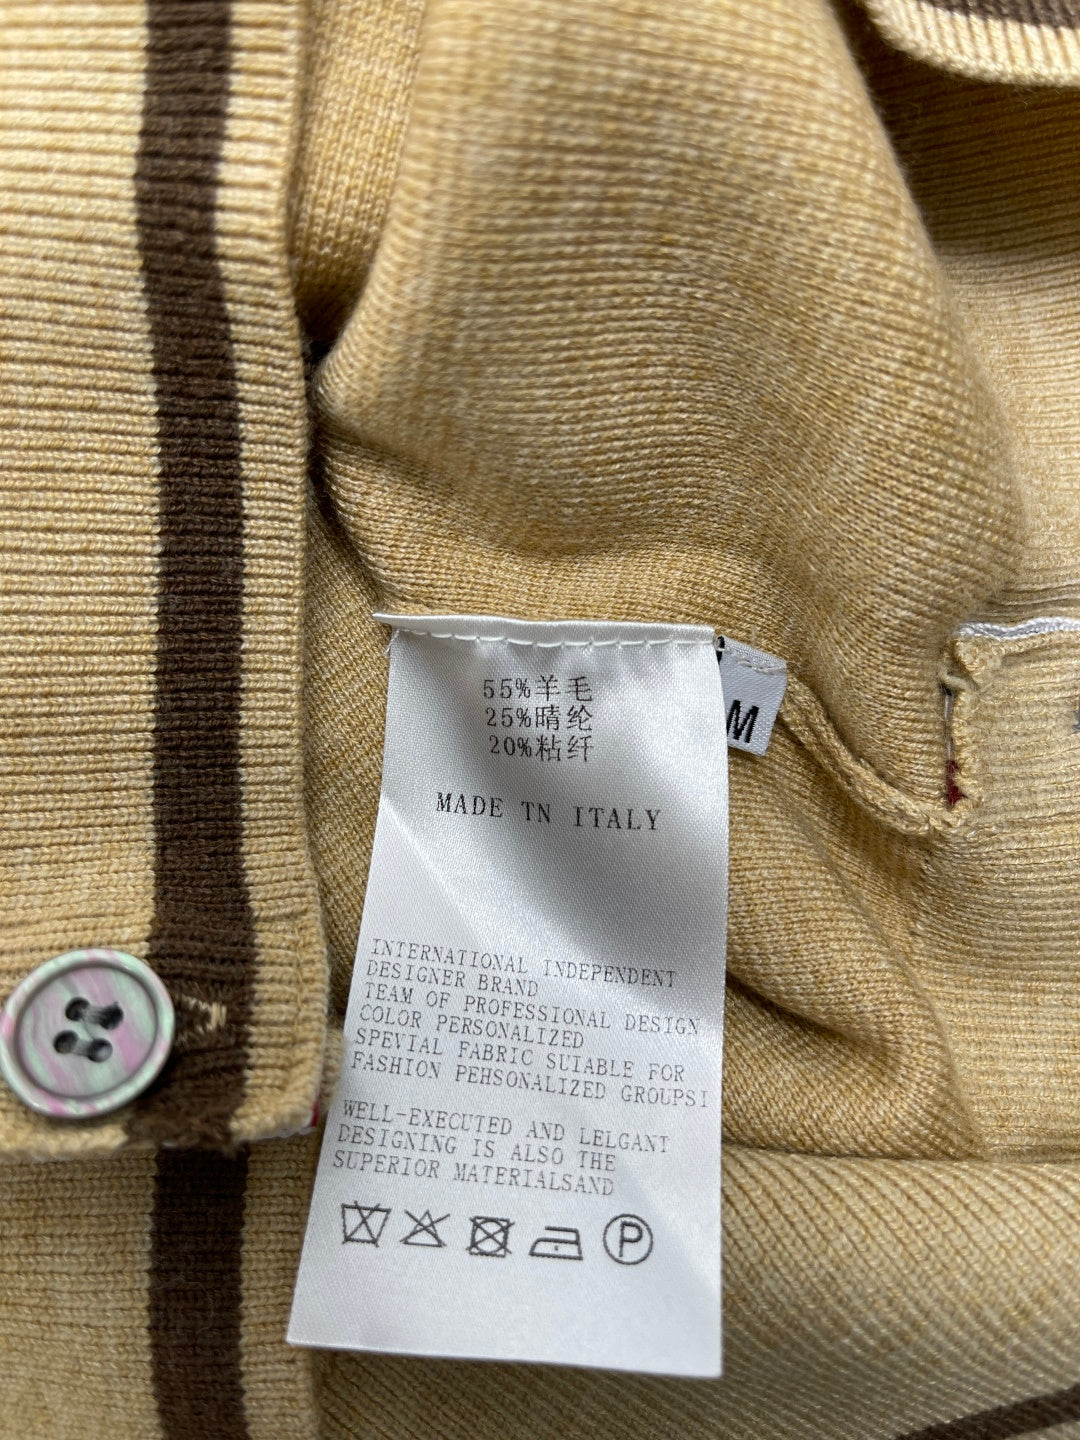 55%羊毛
25%晴纶
20%粘纤
M
MADE TN ITALY
INTERNATIONAL INDEPENDENT
DESIGNER BRAND
TEAM OF PROFESSIONAL DESIGN
COLOR PERSONALIZED
SPEVIAL FABRIC SUITABLE FOR
FASHION PEHSONALIZED GROUPSI
WELL-EXECUTED AND LELGANT
DESIGNING IS ALSO THE
SUPERIOR MATERIALSAND
P